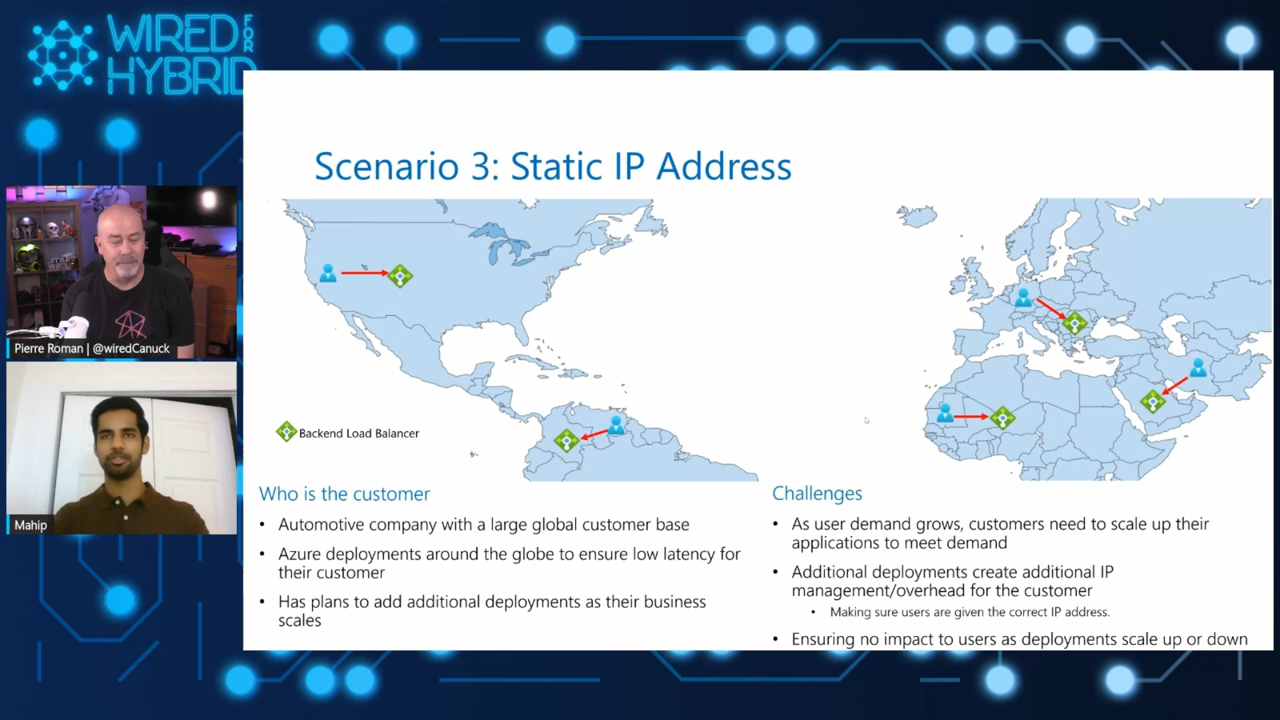 WIRED FOR
HYBRID
Scenario 3: Static IP Address
Pierre Roman | @wiredCanuck
Mahip
Backend Load Balancer
Who is the customer
• Automotive company with a large global customer base
• Azure deployments around the globe to ensure low latency for
their customer
• Has plans to add additional deployments as their business
scales
Challenges
• As user demand grows, customers need to scale up their
applications to meet demand
• Additional deployments create additional IP
management/overhead for the customer
• Making sure users are given the correct IP address.
• Ensuring no impact to users as deployments scale up or down